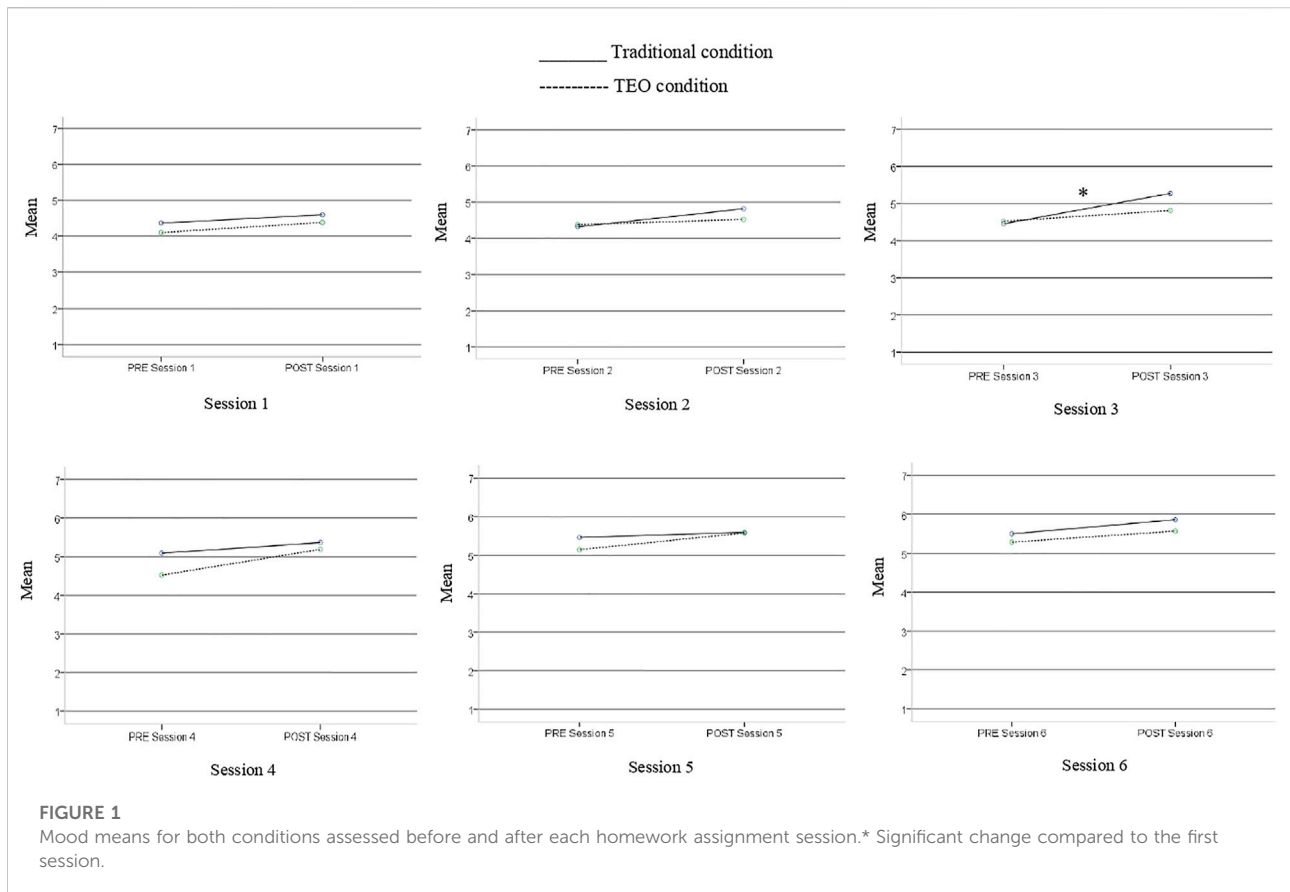 _______ Traditional condition
----------- TEO condition
7
6
5
4
3
2
1
Mean
PRE Session 1 POST Session 1
Session 1
7
6
5
4
3
2
1
Mean
PRE Session 2 POST Session 2
Session 2
7
6
5
4
3
2
1
Mean
*
PRE Session 3 POST Session 3
Session 3
7
6
5
4
3
2
1
Mean
PRE Session 4 POST Session 4
Session 4
7
6
5
4
3
2
1
Mean
PRE Session 5 POST Session 5
Session 5
7
6
5
4
3
2
1
Mean
PRE Session 6 POST Session 6
Session 6
FIGURE 1
Mood means for both conditions assessed before and after each homework assignment session.* Significant change compared to the first
session.